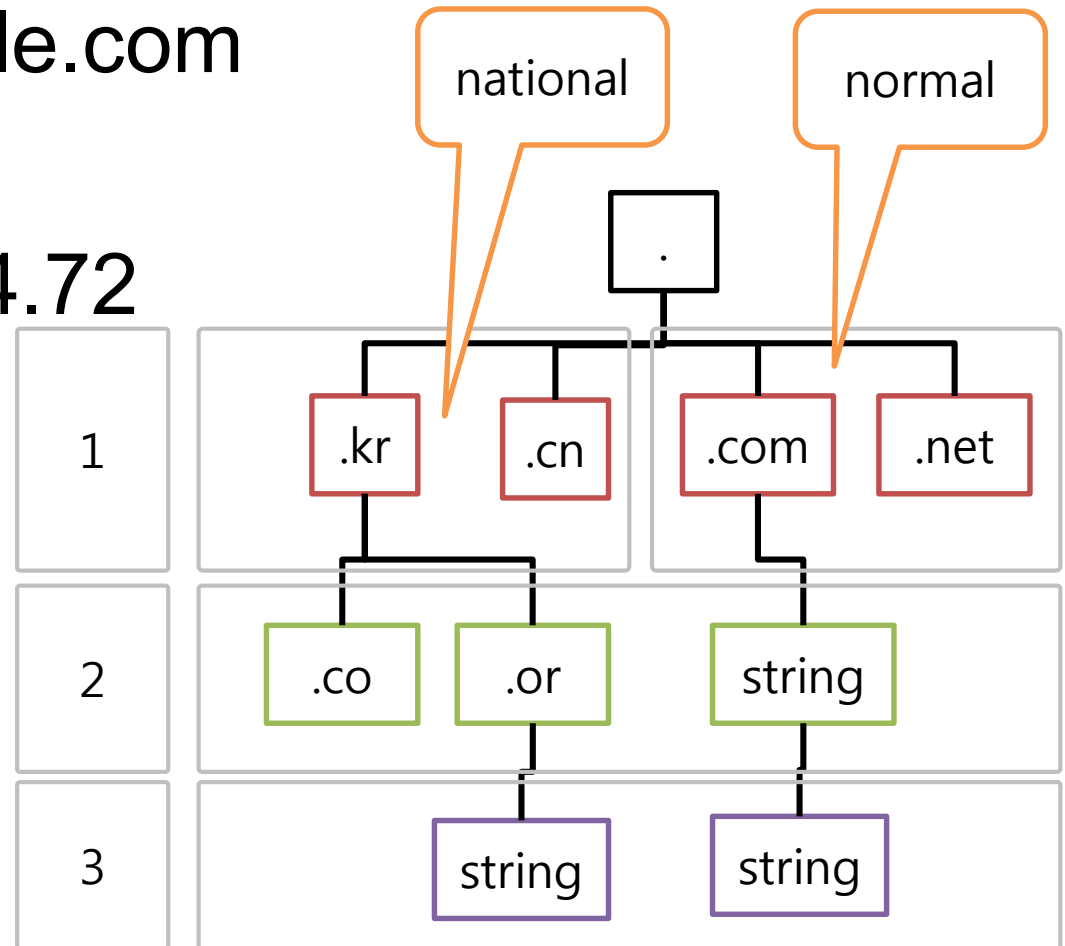 le.com
national
normal
.
4.72
1
.kr
.cn
.com
.net
2
.co
.or
string
3
string
string